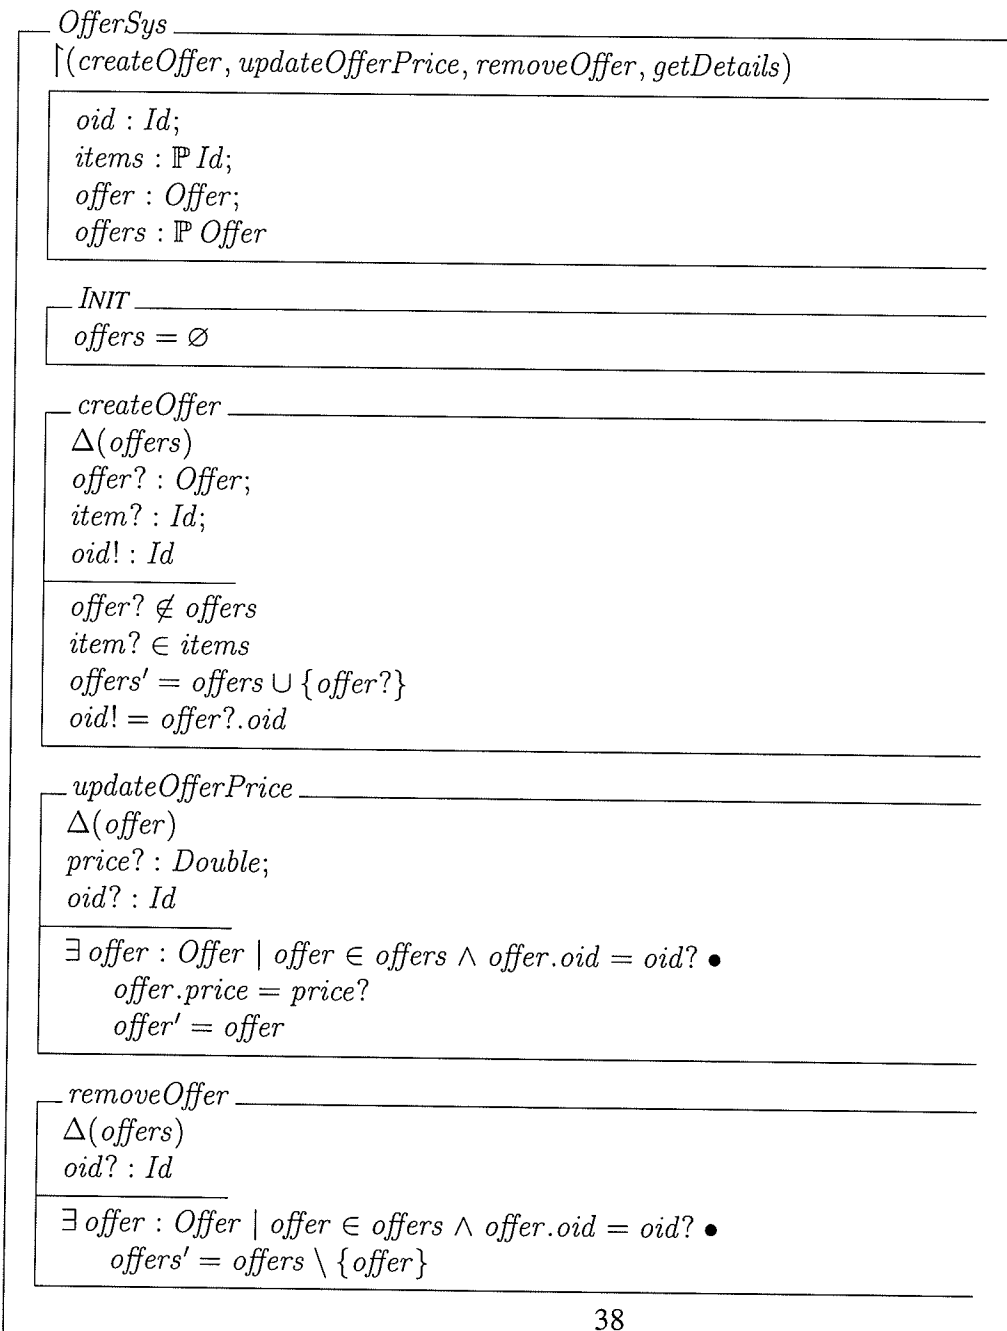 OfferSys
↾(createOffer, updateOfferPrice, removeOffer, getDetails)
oid : Id;
items : ℙ Id;
offer : Offer;
offers : ℙ Offer
INIT
offers = ∅
createOffer
Δ(offers)
offer? : Offer;
item? : Id;
oid! : Id
offer? ∉ offers
item? ∈ items
offers′ = offers ∪ {offer?}
oid! = offer?.oid
updateOfferPrice
Δ(offer)
price? : Double;
oid? : Id
∃ offer : Offer | offer ∈ offers ∧ offer.oid = oid? •
offer.price = price?
offer′ = offer
removeOffer
Δ(offers)
oid? : Id
∃ offer : Offer | offer ∈ offers ∧ offer.oid = oid? •
offers′ = offers \ {offer}
38